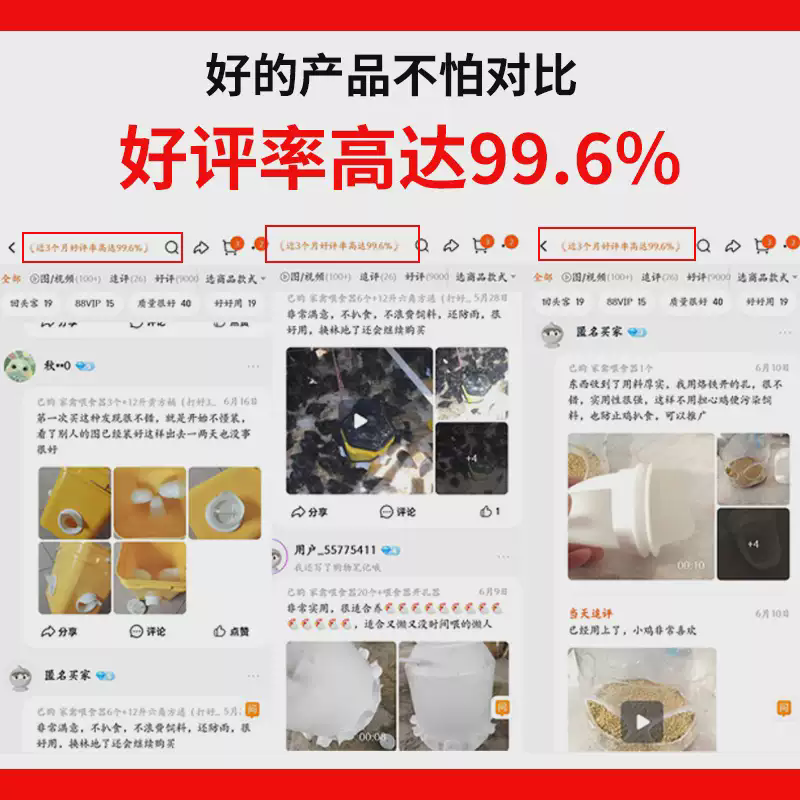 好的产品不怕对比
好评率高达99.6%
《近3个月好评率高达99.6%》
3
2
全部 图/视频(100+) 追评(26) 好评(9000 选商品款式
回头客 19 88VIP 15 质量很好 40 好好用 19
分享 评论 点赞
秋**0
已购 家禽喂食器3个+12升黄方桶（打好3... 6月16日
第一次买这种发现很不错，就是开始不懂装，
看了别人的图已经装好这样出去一两天也没事
很好
分享 评论 点赞
匿名买家
已购 家禽喂食器6个+12升六角方透（打好... 5月
问
非常满意，不扒食，不浪费饲料，还防雨，很
好用，换林地了还会继续购买
《近3个月好评率高达99.6%》
3
2
图/视频(100+) 追评(26) 好评(9000 选商品款式
已购 家禽喂食器6个+12升六角方透（打好... 5月28日
非常满意，不扒食，不浪费饲料，还防雨，很
好用，换林地了还会继续购买
+4
分享 评论 1
用户_55775411
我还写了购物笔记哦
已购 家禽喂食器20个+喂食器开孔器 6月9日
非常实用，很适合养🐔🐔🐔🐔🐔🐔🐔🐔🐔
🐔🐔🐔🐔🐔，适合又懒又没时间喂的懒人
00:08
问
《近3个月好评率高达99.6%》
3
2
全部 图/视频(100+) 追评(26) 好评(9000 选商品款式
回头客 19 88VIP 15 质量很好 40 好好用 19
匿名买家
已购 家禽喂食器1个 6月10日
东西收到了用料厚实，我用烙铁开的孔，很不
错，实用性很强，这样不用担心鸡便污染饲
料，也防止鸡扒食，可以推广
00:10
+4
当天追评 6月10日
已经用上了，小鸡非常喜欢
问